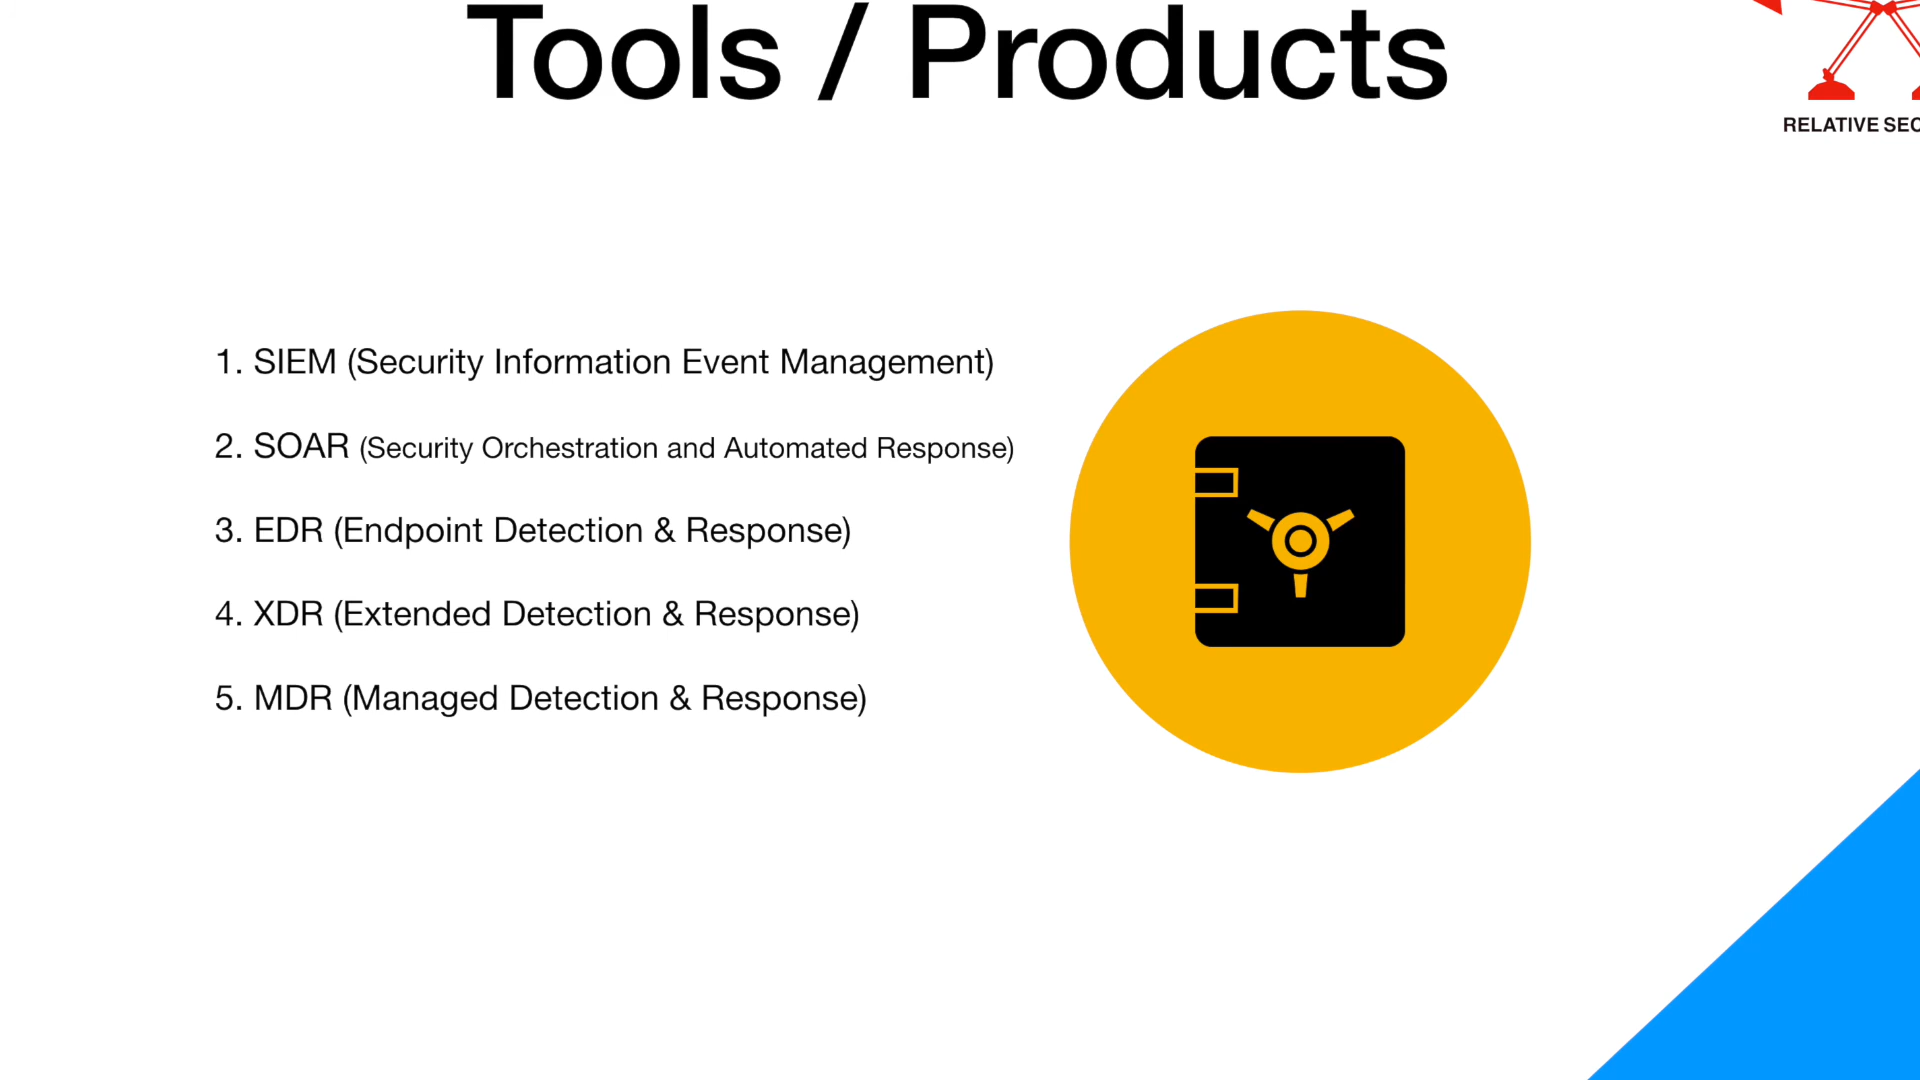 Tools / Products
RELATIVE SEC
1. SIEM (Security Information Event Management)
2. SOAR (Security Orchestration and Automated Response)
3. EDR (Endpoint Detection & Response)
4. XDR (Extended Detection & Response)
5. MDR (Managed Detection & Response)